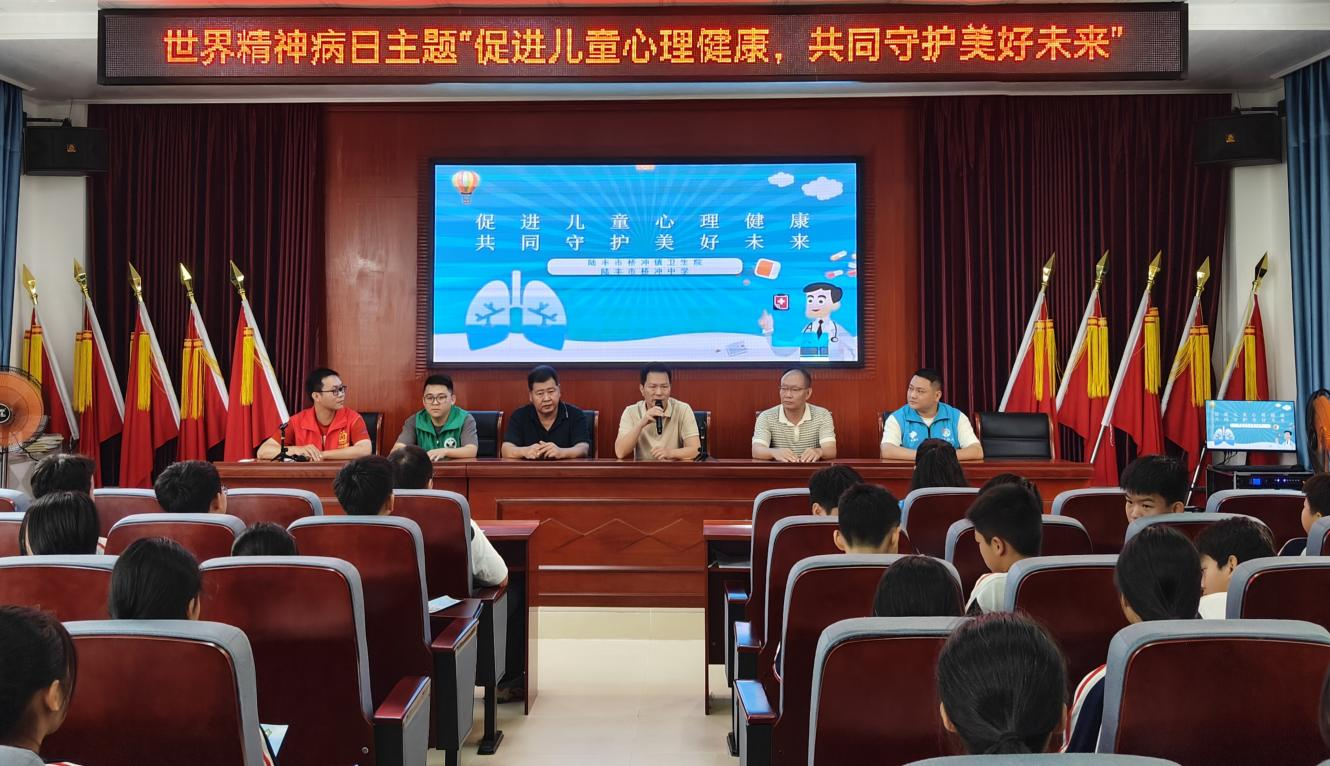 世界精神病日主题“促进儿童心理健康，共同守护美好未来”
促进儿童心理健康
共同守护美好未来
陆丰市桥冲镇卫生院
陆丰市桥冲中学